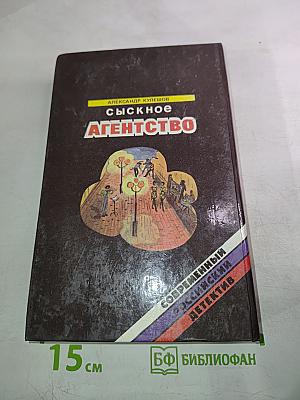 АЛЕКСАНДР КУЛЕШОВ
СЫСКНОЕ
АГЕНТСТВО
СОВРЕМЕННЫЙ
РОССИЙСКИЙ
ДЕТЕКТИВ
15 см
БФ БИБЛИОФАН